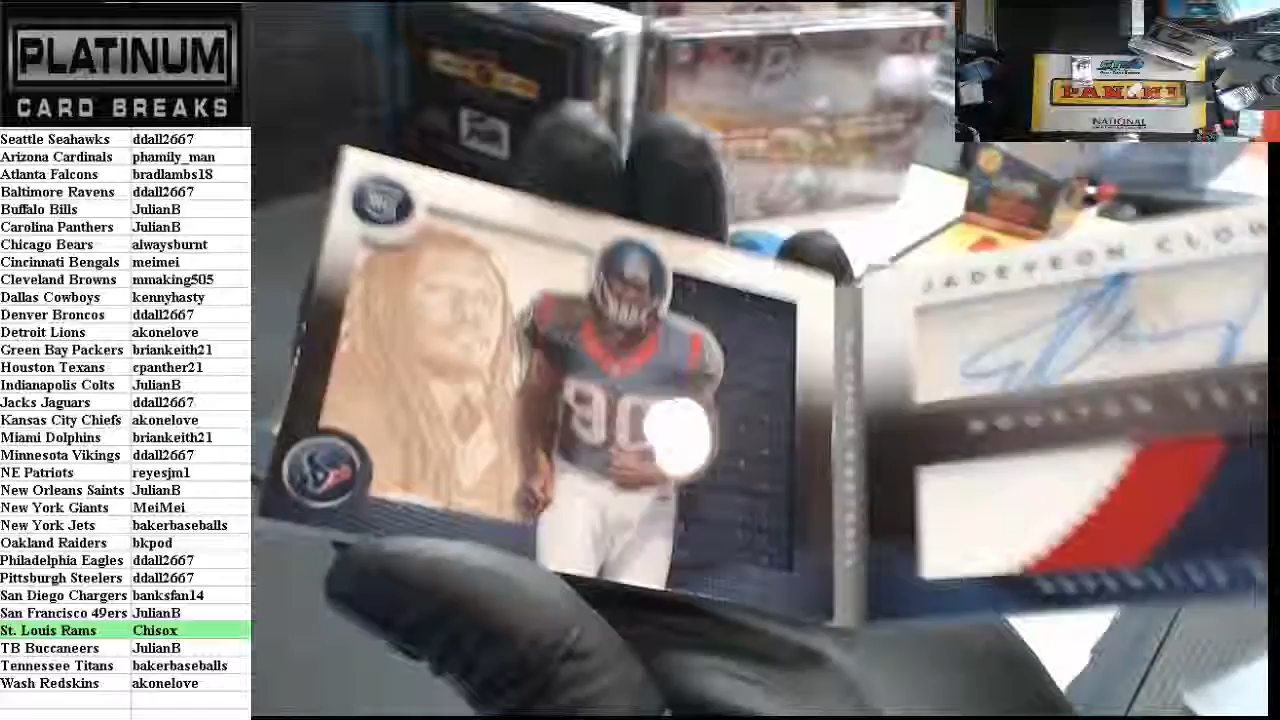 PLATINUM
CARD BREAKS
Seattle Seahawks ddall2667
Arizona Cardinals phamily_man
Atlanta Falcons bradlambs18
Baltimore Ravens ddall2667
Buffalo Bills JulianB
Carolina Panthers JulianB
Chicago Bears alwaysburnt
Cincinnati Bengals meimei
Cleveland Browns mmaking505
Dallas Cowboys kennyhasty
Denver Broncos ddall2667
Detroit Lions akonelove
Green Bay Packers briankeith21
Houston Texans cpanther21
Indianapolis Colts JulianB
Jacks Jaguars ddall2667
Kansas City Chiefs akonelove
Miami Dolphins briankeith21
Minnesota Vikings ddall2667
NE Patriots reyesjm1
New Orleans Saints JulianB
New York Giants MeiMei
New York Jets bakerbaseballs
Oakland Raiders bkpod
Philadelphia Eagles ddall2667
Pittsburgh Steelers ddall2667
San Diego Chargers banksfan14
San Francisco 49ers JulianB
St. Louis Rams Chisox
TB Buccaneers JulianB
Tennessee Titans bakerbaseballs
Wash Redskins akonelove
PANINI
NATIONAL
JADEVEON CLOW
HOUSTON TEX
90